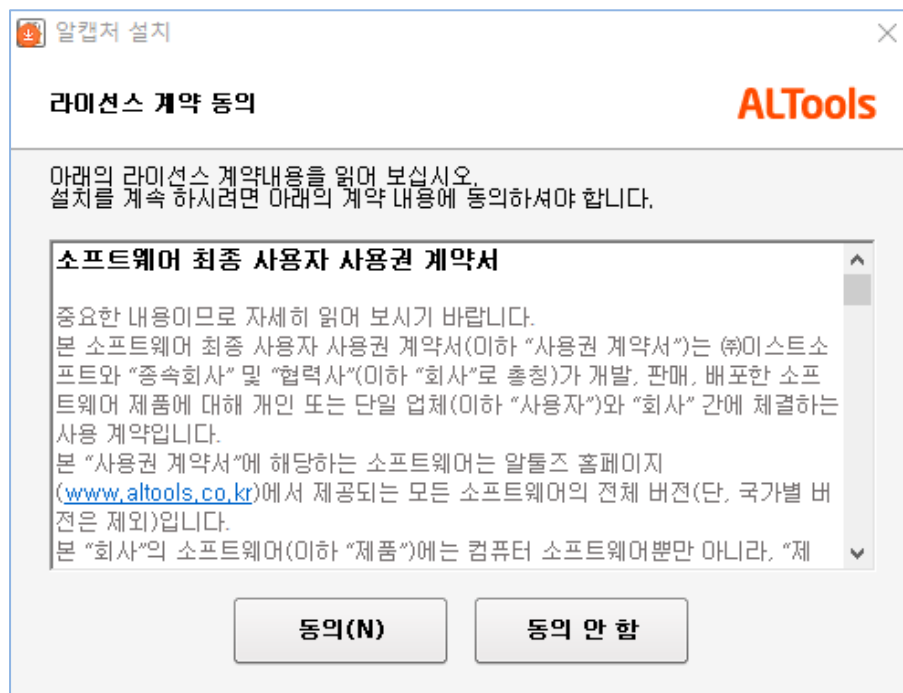 알캡처 설치
라이선스 계약 동의
ALTools
아래의 라이선스 계약내용을 읽어 보십시오.
설치를 계속 하시려면 아래의 계약 내용에 동의하셔야 합니다.
소프트웨어 최종 사용자 사용권 계약서
중요한 내용이므로 자세히 읽어 보시기 바랍니다.
본 소프트웨어 최종 사용자 사용권 계약서(이하 “사용권 계약서”)는 ㈜이스트소
프트와 “종속회사” 및 “협력사”(이하 “회사”로 총칭)가 개발, 판매, 배포한 소프
트웨어 제품에 대해 개인 또는 단일 업체(이하 “사용자”)와 “회사” 간에 체결하는
사용 계약입니다.
본 “사용권 계약서”에 해당하는 소프트웨어는 알툴즈 홈페이지
(www.altools.co.kr)에서 제공되는 모든 소프트웨어의 전체 버전(단, 국가별 버
전은 제외)입니다.
본 “회사”의 소프트웨어(이하 “제품”)에는 컴퓨터 소프트웨어뿐만 아니라, “제
동의(N)
동의 안 함